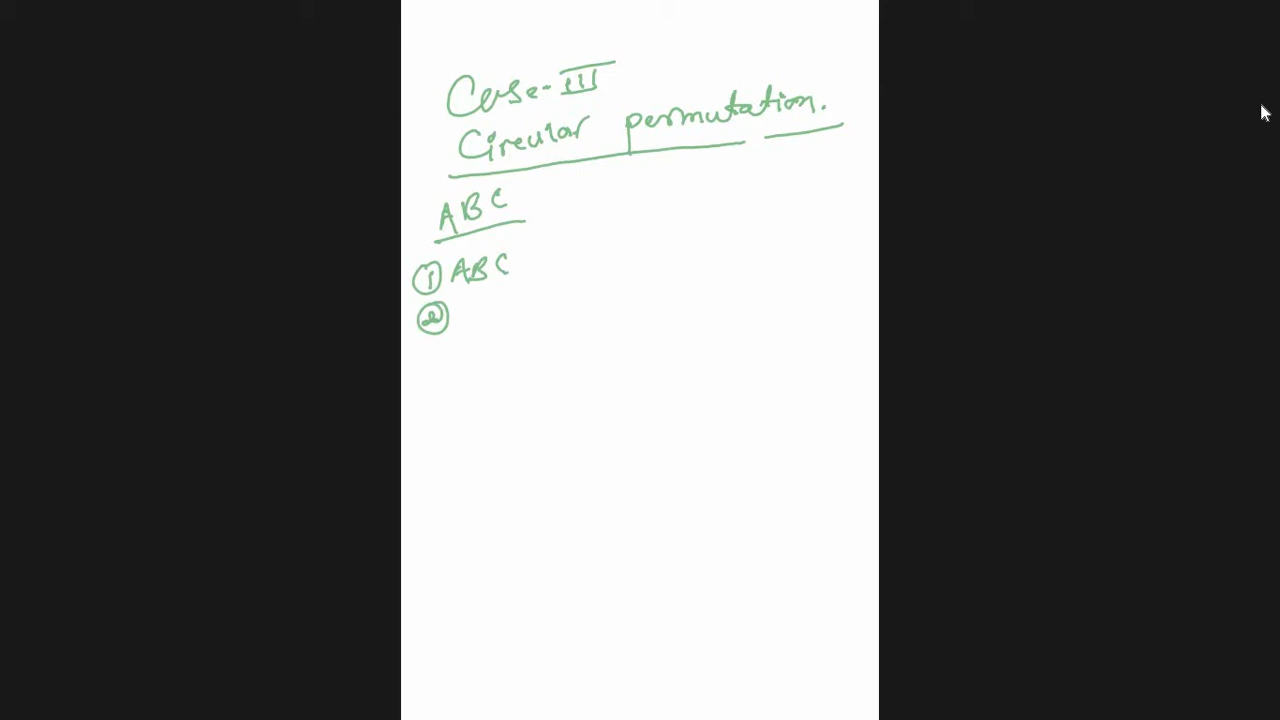 Case-III
Circular permutation.
ABC
① ABC
②